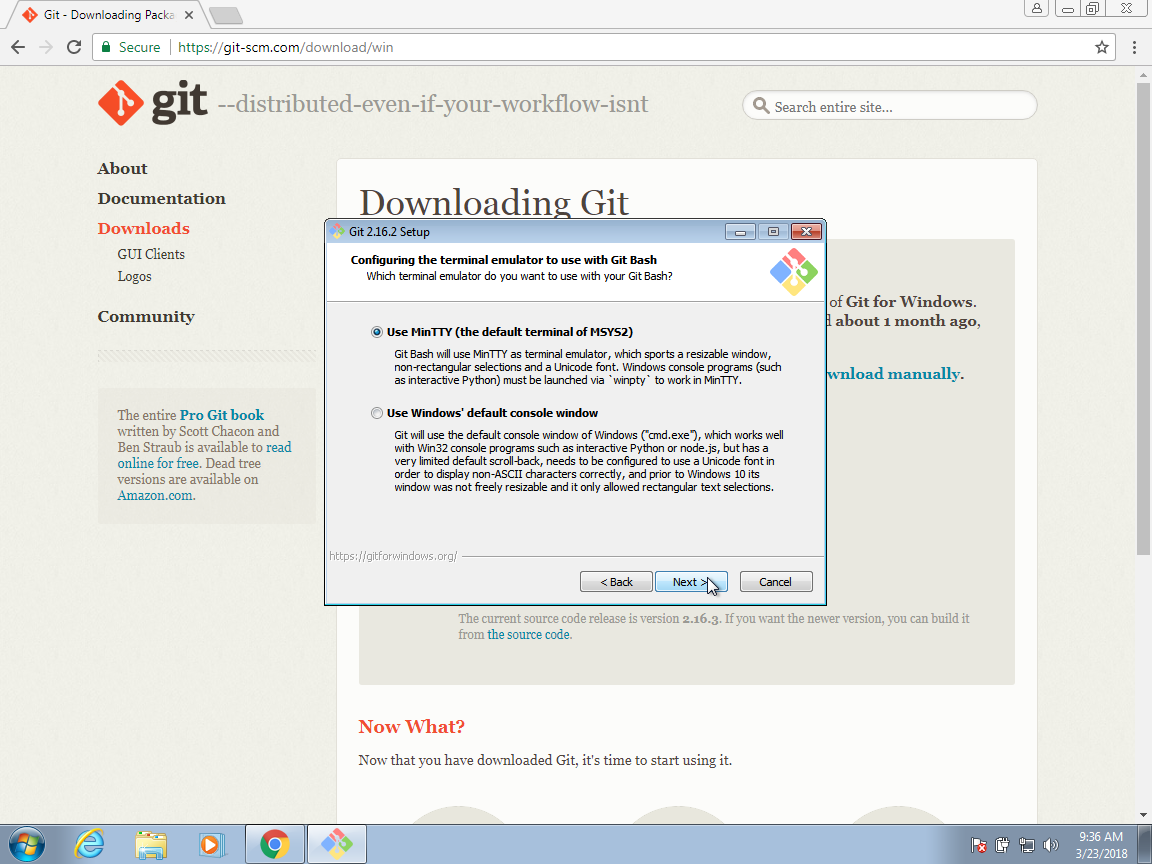 Git - Downloading Packa
Secure
https://git-scm.com/download/win
git --distributed-even-if-your-workflow-isnt
Search entire site...
About
Documentation
Downloads
GUI Clients
Logos
Community
The entire Pro Git book
written by Scott Chacon and
Ben Straub is available to read
online for free. Dead tree
versions are available on
Amazon.com.
Downloading Git
of Git for Windows.
about 1 month ago,
wnload manually.
Git 2.16.2 Setup
Configuring the terminal emulator to use with Git Bash
Which terminal emulator do you want to use with your Git Bash?
Use MinTTY (the default terminal of MSYS2)
Git Bash will use MinTTY as terminal emulator, which sports a resizable window,
non-rectangular selections and a Unicode font. Windows console programs (such
as interactive Python) must be launched via `winpty` to work in MinTTY.
Use Windows' default console window
Git will use the default console window of Windows ("cmd.exe"), which works well
with Win32 console programs such as interactive Python or node.js, but has a
very limited default scroll-back, needs to be configured to use a Unicode font in
order to display non-ASCII characters correctly, and prior to Windows 10 its
window was not freely resizable and it only allowed rectangular text selections.
https://gitforwindows.org/
< Back
Next >
Cancel
The current source code release is version 2.16.3. If you want the newer version, you can build it
from the source code.
Now What?
Now that you have downloaded Git, it's time to start using it.
9:36 AM
3/23/2018